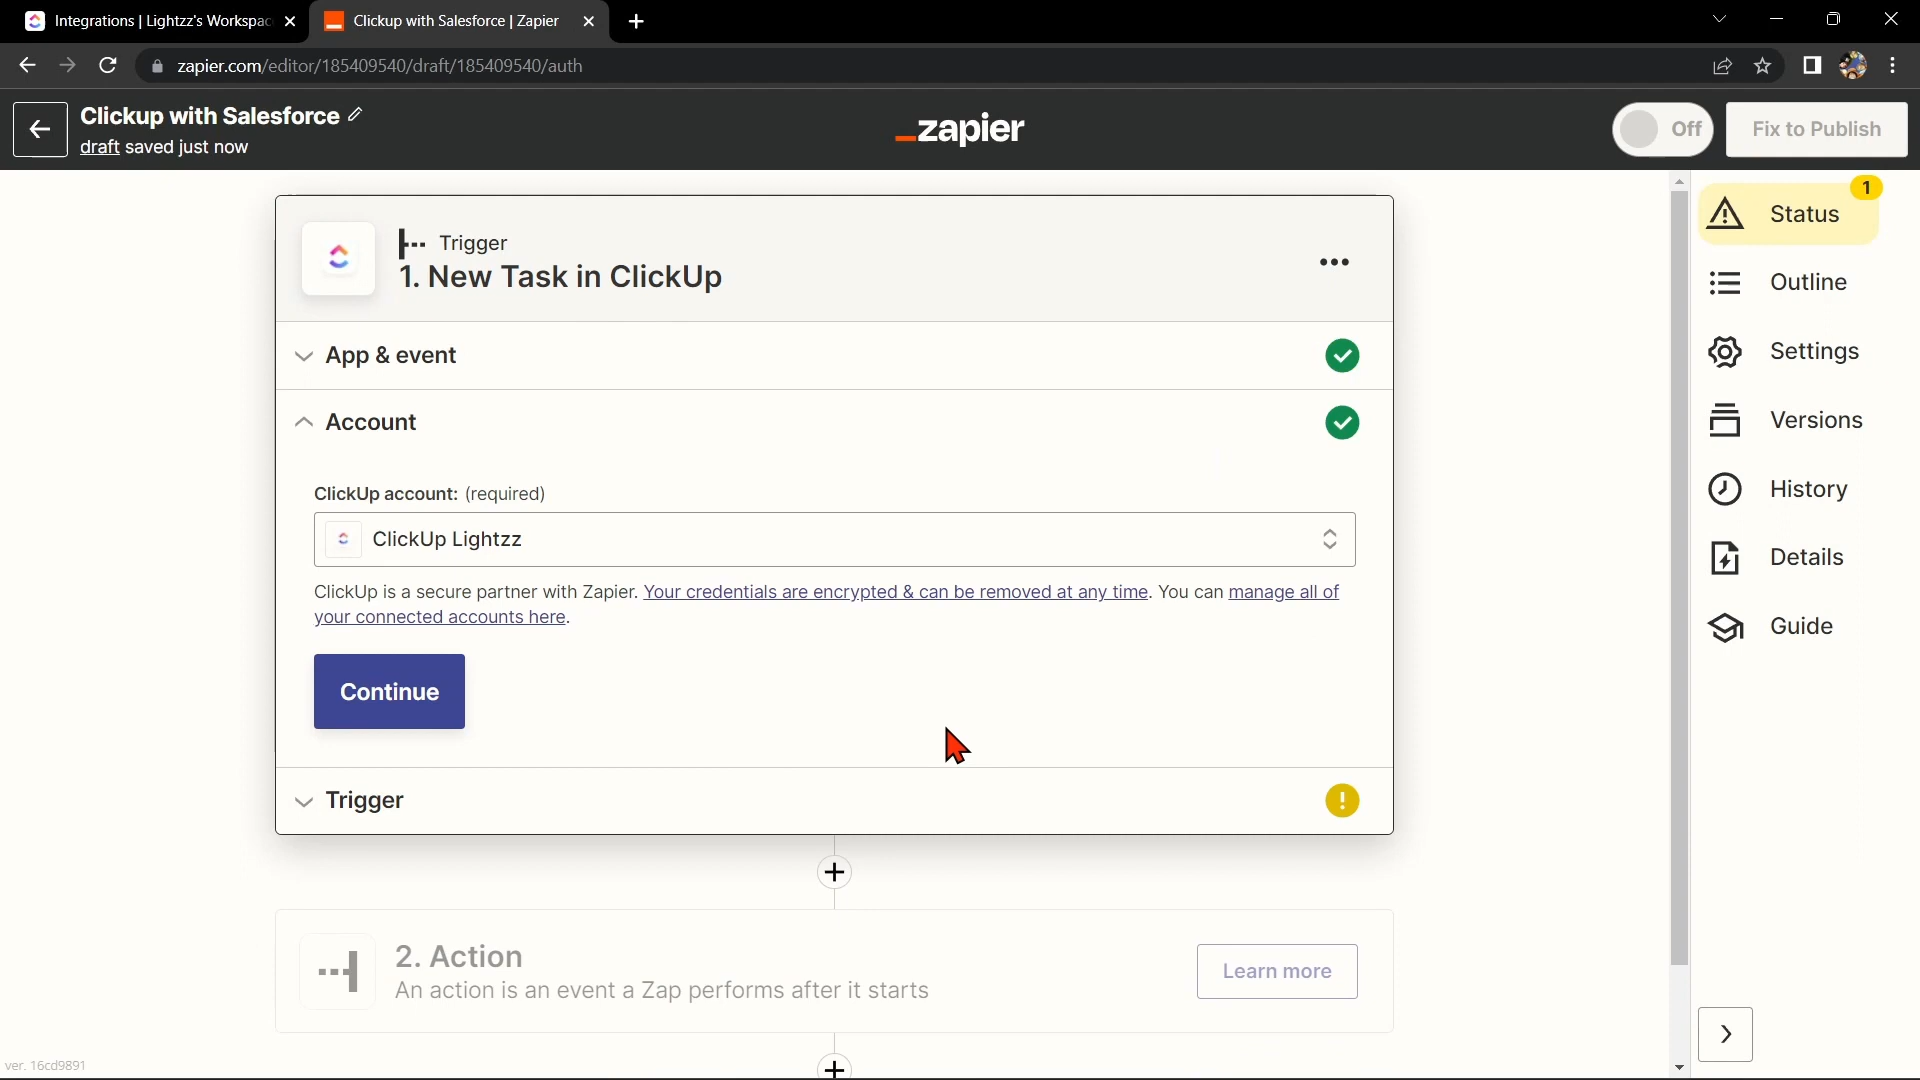 Integrations | Lightzz's Workspac
Clickup with Salesforce | Zapier
zapier.com/editor/185409540/draft/185409540/auth
Clickup with Salesforce
draft saved just now
_zapier
Off
Fix to Publish
Trigger
1. New Task in ClickUp
App & event
Account
ClickUp account: (required)
ClickUp Lightzz
ClickUp is a secure partner with Zapier. Your credentials are encrypted & can be removed at any time. You can manage all of
your connected accounts here.
Continue
Trigger
2. Action
An action is an event a Zap performs after it starts
Learn more
1
Status
Outline
Settings
Versions
History
Details
Guide
ver. 16cd9891